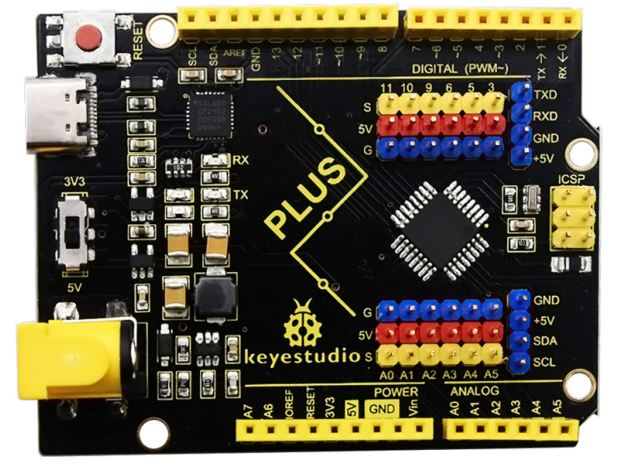 RESET
SCL
SDA
AREF
GND
13
12
~11
~10
~9
8
7
~6
~5
4
~3
2
TX→1
RX←0
DIGITAL (PWM~)
11 10 9 6 5 3
S
5V
G
TXD
RXD
GND
+5V
RX
TX
3V3
5V
PLUS
ICSP
G
5V
S
GND
+5V
SDA
SCL
keyestudio
A0 A1 A2 A3 A4 A5
POWER
ANALOG
A7
A6
IOREF
RESET
3V3
5V
GND
Vin
A0
A1
A2
A3
A4
A5